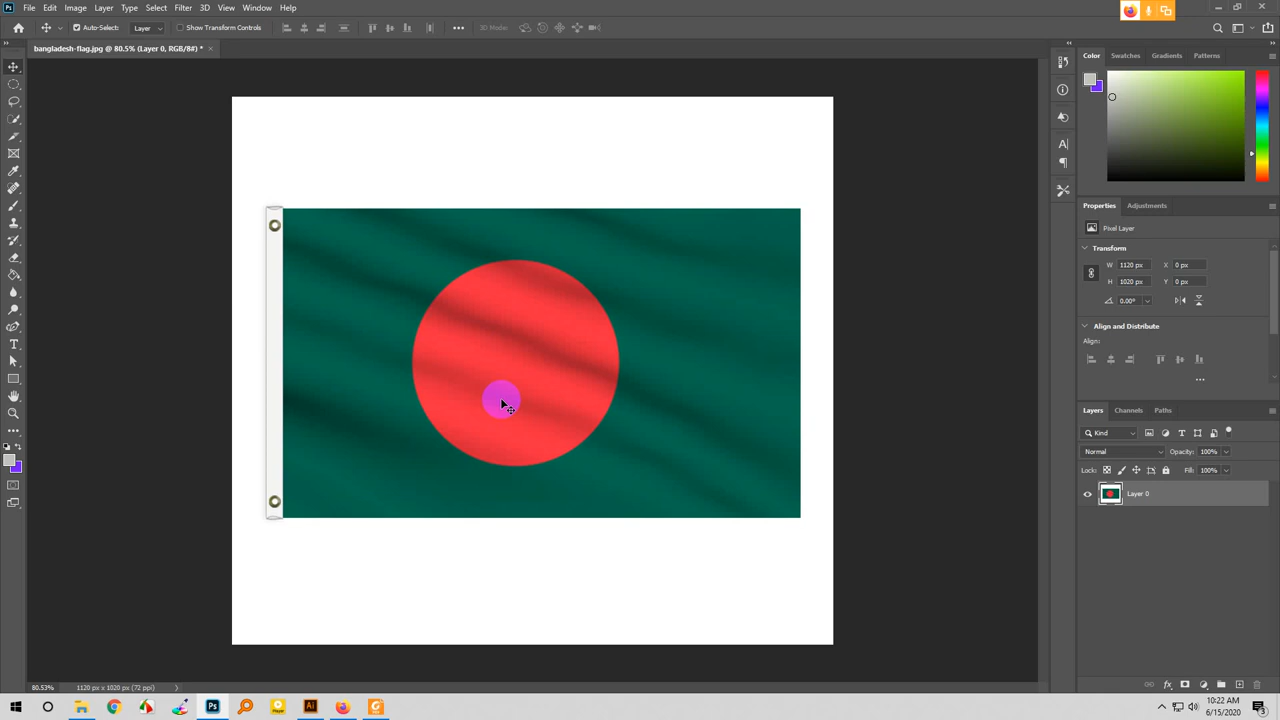 Ps File Edit Image Layer Type Select Filter 3D View Window Help
Auto-Select: Layer Show Transform Controls 3D Mode:
bangladesh-flag.jpg @ 80.5% (Layer 0, RGB/8#) * ×
Color Swatches Gradients Patterns
Properties Adjustments
Pixel Layer
Transform
W 1120 px X 0 px
H 1020 px Y 0 px
0.00°
Align and Distribute
Align:
Layers Channels Paths
Kind
Normal Opacity: 100%
Lock: Fill: 100%
Layer 0
80.53% 1120 px x 1020 px (72 ppi)
Ps Ai
10:22 AM
6/15/2020
3